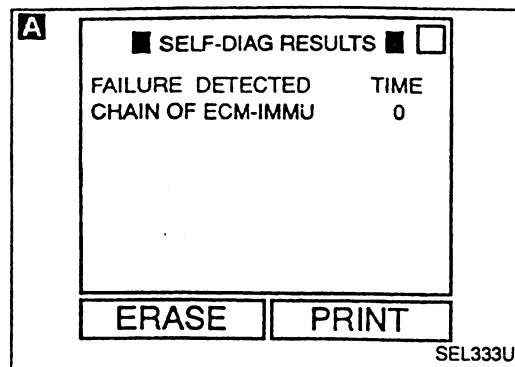 A
SELF-DIAG RESULTS
FAILURE DETECTED TIME
CHAIN OF ECM-IMMU 0
ERASE PRINT
SEL333U